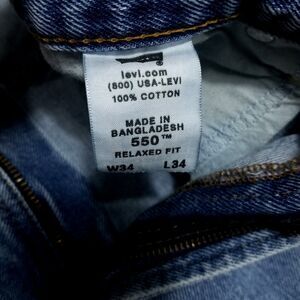 levi.com
(800) USA-LEVI
100% COTTON
MADE IN
BANGLADESH
550™
RELAXED FIT
W34 L34